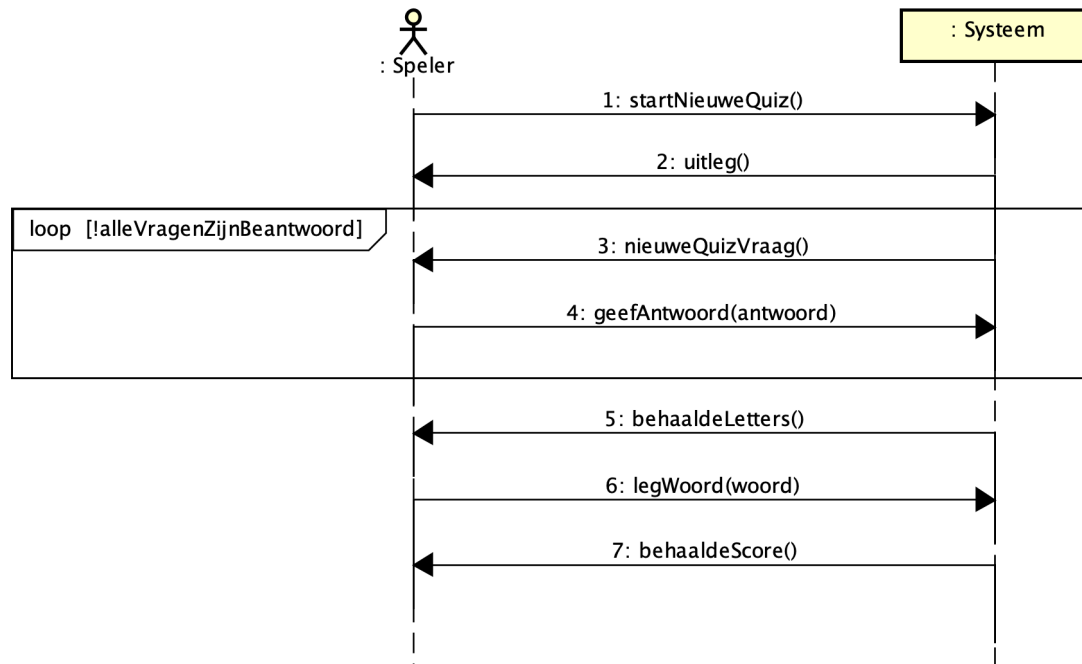 : Speler
: Systeem
1: startNieuweQuiz()
2: uitleg()
loop [!alleVragenZijnBeantwoord]
3: nieuweQuizVraag()
4: geefAntwoord(antwoord)
5: behaaldeLetters()
6: legWoord(woord)
7: behaaldeScore()